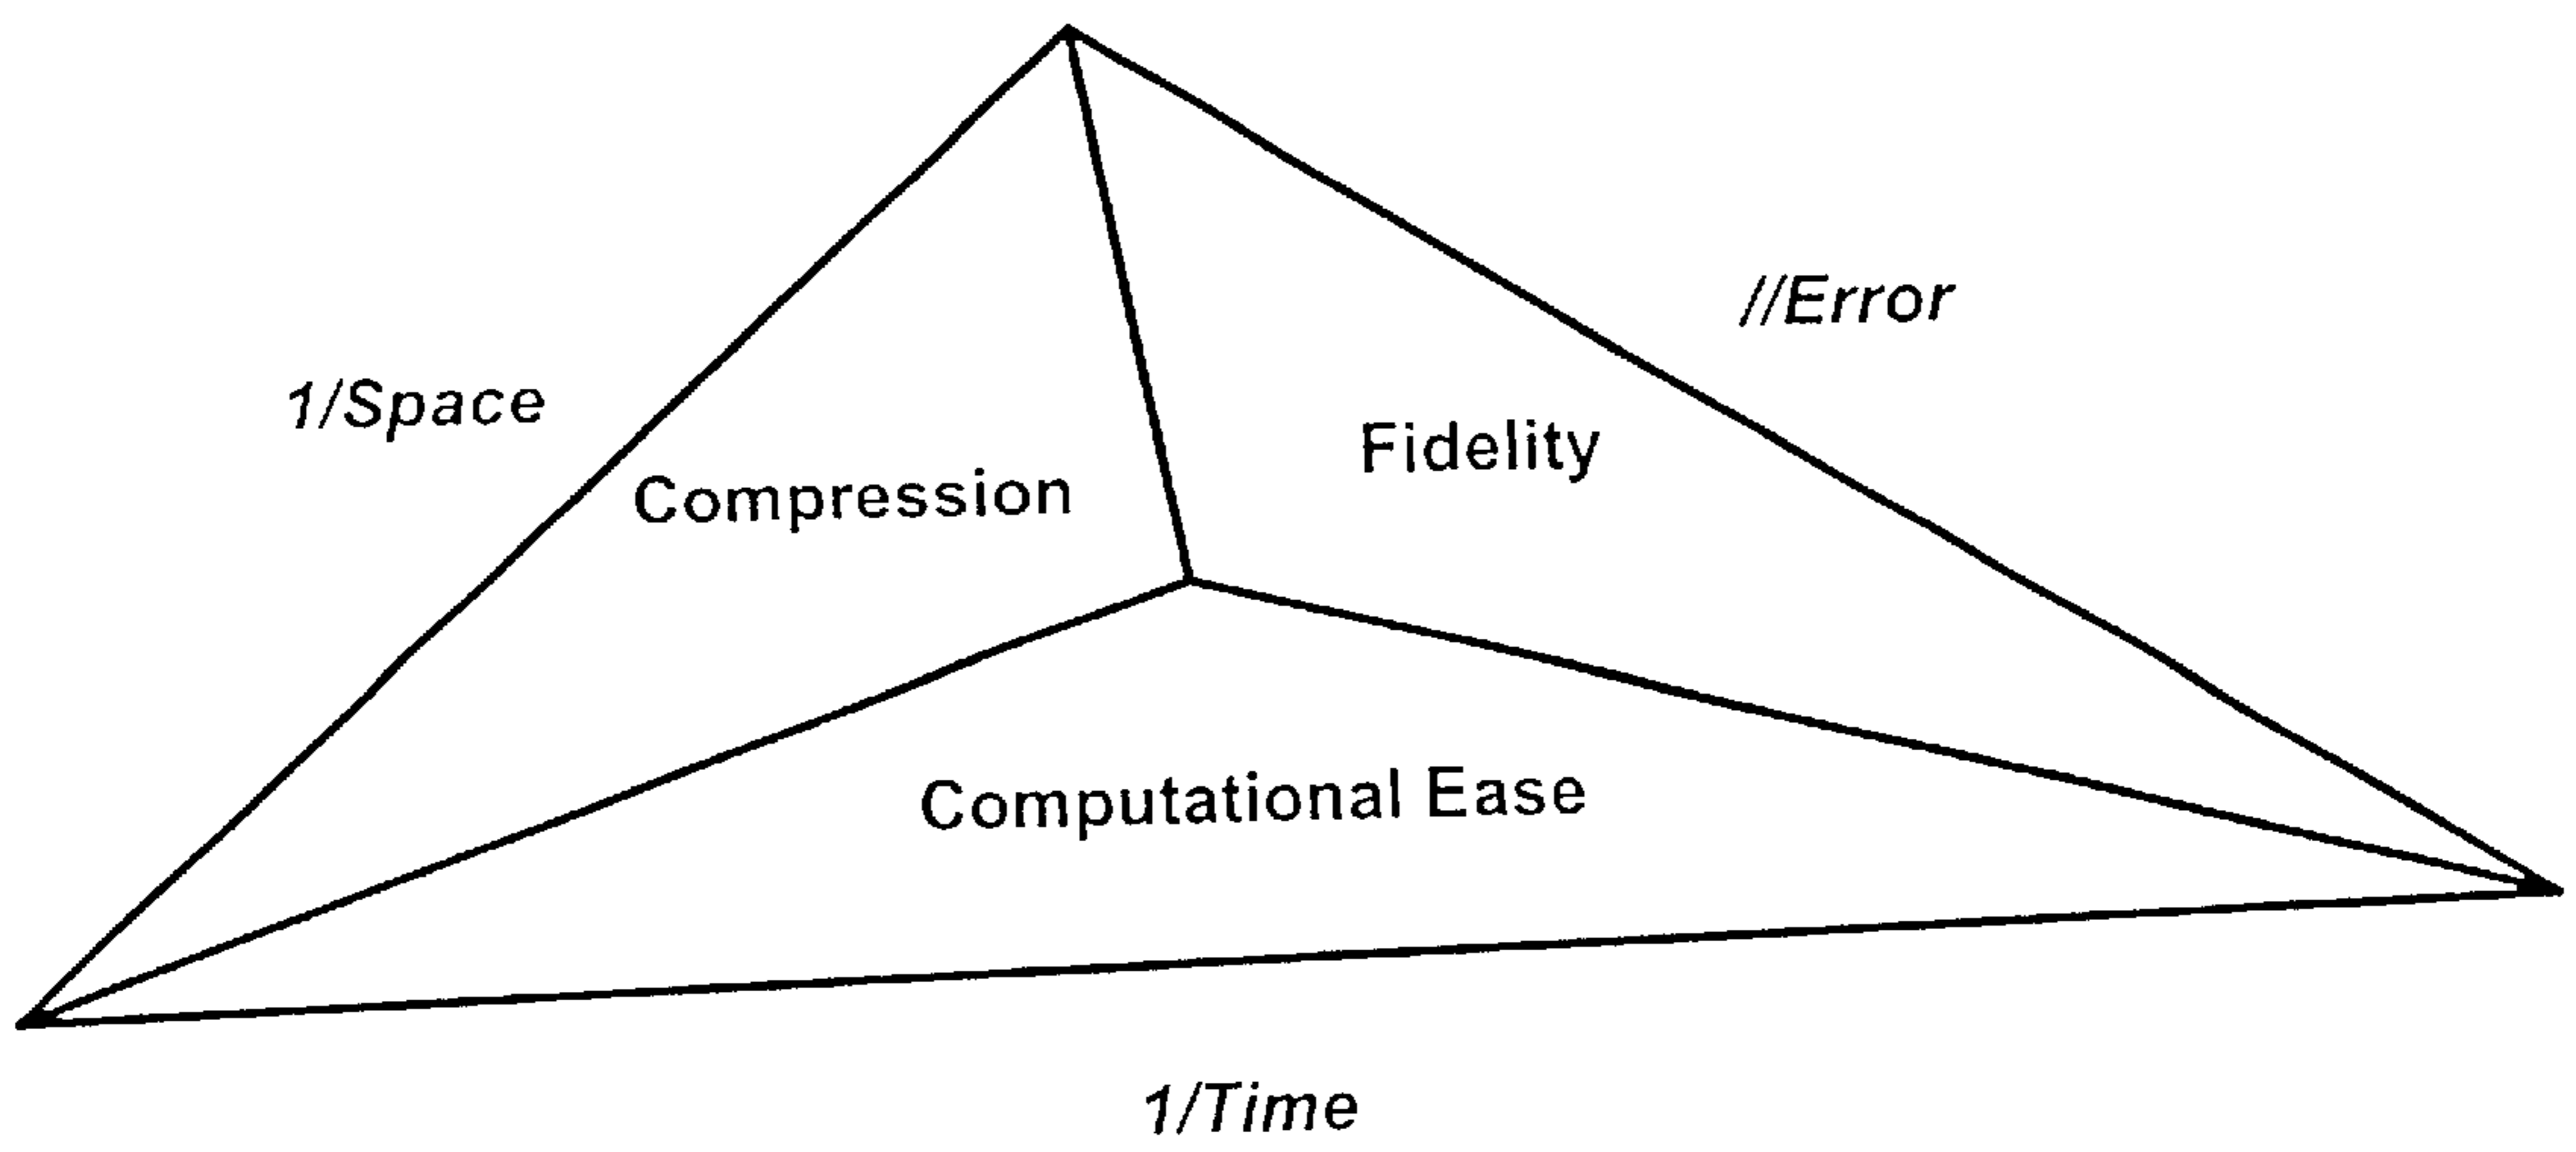 //Error
1/Space
Fidelity
Compression
Computational Ease
1/Time